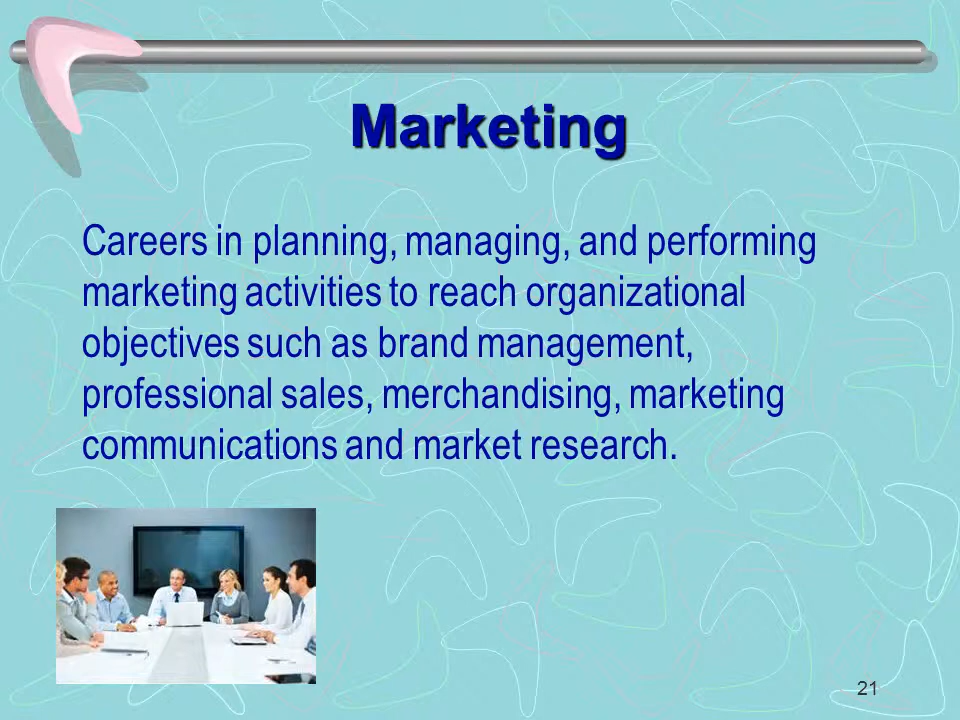 Marketing
Careers in planning, managing, and performing
marketing activities to reach organizational
objectives such as brand management,
professional sales, merchandising, marketing
communications and market research.
21